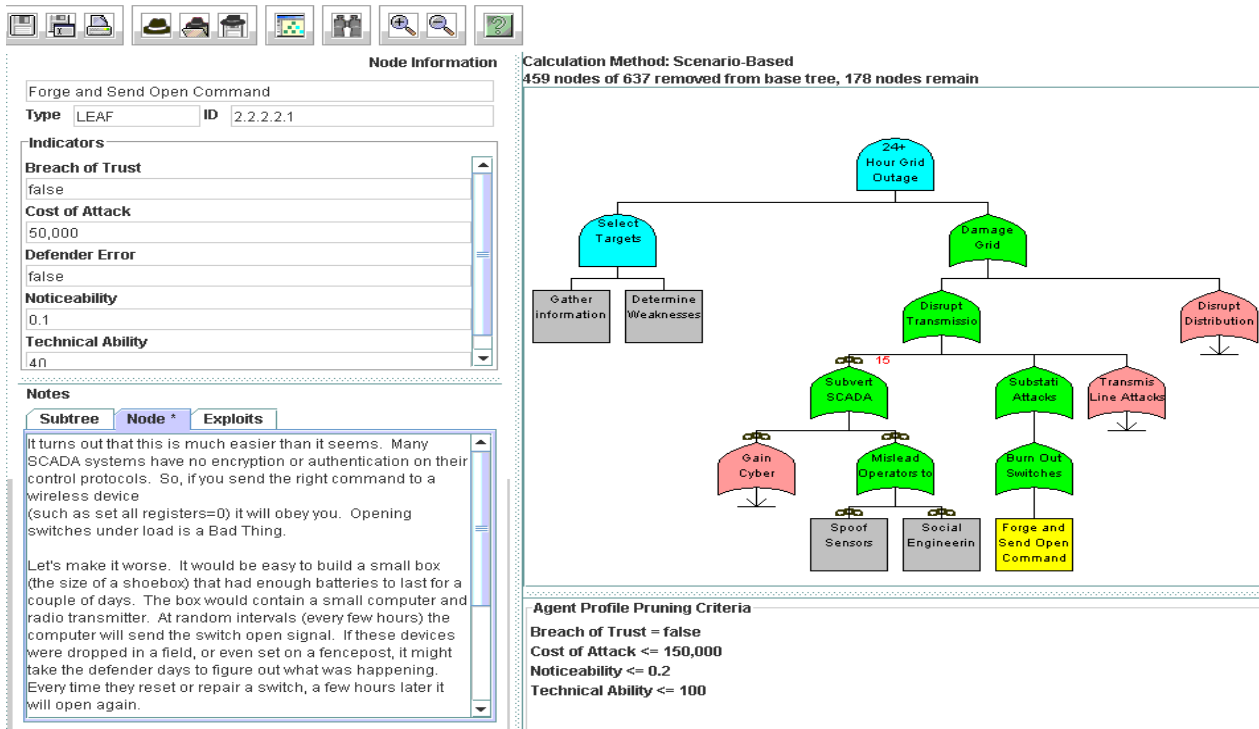 Node Information
Forge and Send Open Command
Type LEAF ID 2.2.2.2.1
Indicators
Breach of Trust
false
Cost of Attack
50,000
Defender Error
false
Noticeability
0.1
Technical Ability
40
Notes
Subtree Node * Exploits
It turns out that this is much easier than it seems. Many
SCADA systems have no encryption or authentication on their
control protocols. So, if you send the right command to a
wireless device
(such as set all registers=0) it will obey you. Opening
switches under load is a Bad Thing.
Let's make it worse. It would be easy to build a small box
(the size of a shoebox) that had enough batteries to last for a
couple of days. The box would contain a small computer and
radio transmitter. At random intervals (every few hours) the
computer will send the switch open signal. If these devices
were dropped in a field, or even set on a fencepost, it might
take the defender days to figure out what was happening.
Every time they reset or repair a switch, a few hours later it
will open again.
Calculation Method: Scenario-Based
459 nodes of 637 removed from base tree, 178 nodes remain
24+
Hour Grid
Outage
Select
Targets
Damage
Grid
Gather
information
Determine
Weaknesses
Disrupt
Transmissio
Disrupt
Distribution
15
Subvert
SCADA
Substati
Attacks
Transmis
Line Attacks
Gain
Cyber
Mislead
Operators to
Burn Out
Switches
Spoof
Sensors
Social
Engineerin
Forge and
Send Open
Command
Agent Profile Pruning Criteria
Breach of Trust = false
Cost of Attack <= 150,000
Noticeability <= 0.2
Technical Ability <= 100